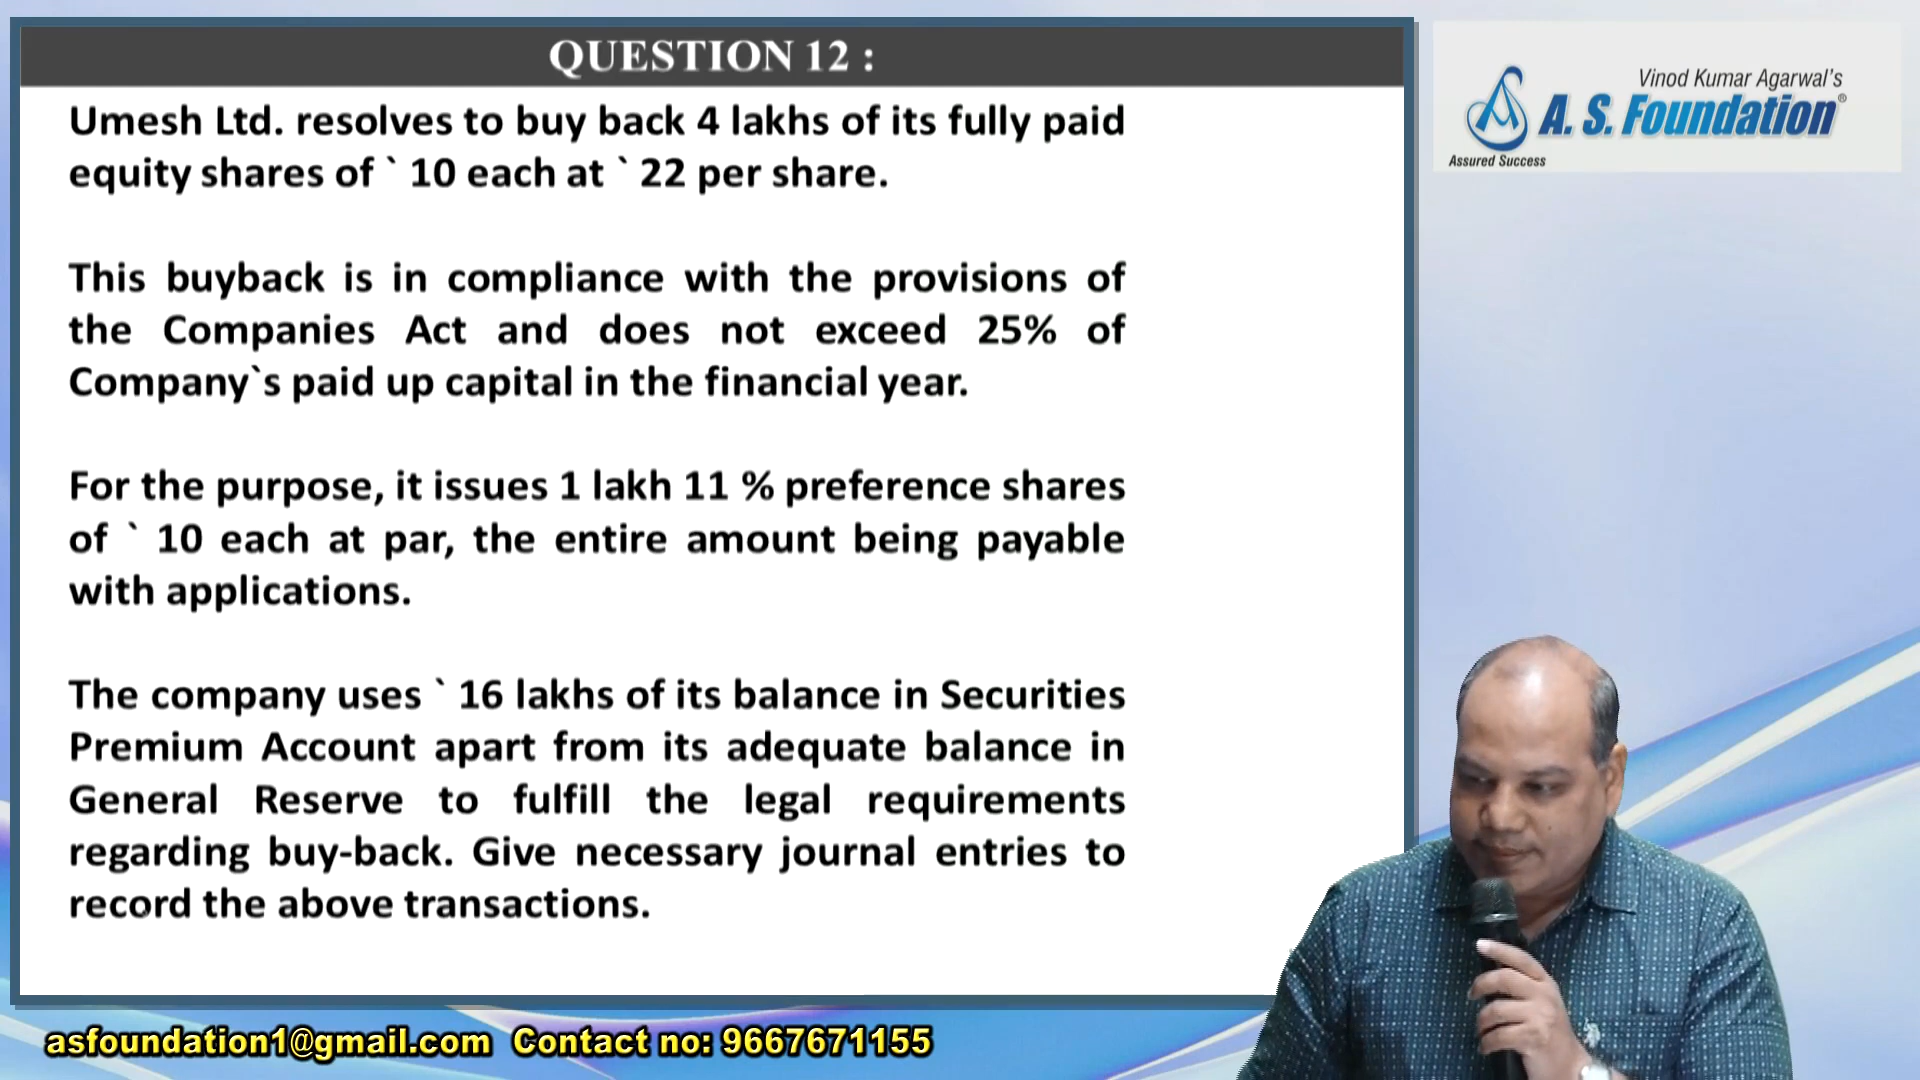 QUESTION 12 :
Umesh Ltd. resolves to buy back 4 lakhs of its fully paid
equity shares of ` 10 each at ` 22 per share.
This buyback is in compliance with the provisions of
the Companies Act and does not exceed 25% of
Company`s paid up capital in the financial year.
For the purpose, it issues 1 lakh 11 % preference shares
of ` 10 each at par, the entire amount being payable
with applications.
The company uses ` 16 lakhs of its balance in Securities
Premium Account apart from its adequate balance in
General Reserve to fulfill the legal requirements
regarding buy-back. Give necessary journal entries to
record the above transactions.
Vinod Kumar Agarwal's
A. S. Foundation®
Assured Success
asfoundation1@gmail.com Contact no: 9667671155